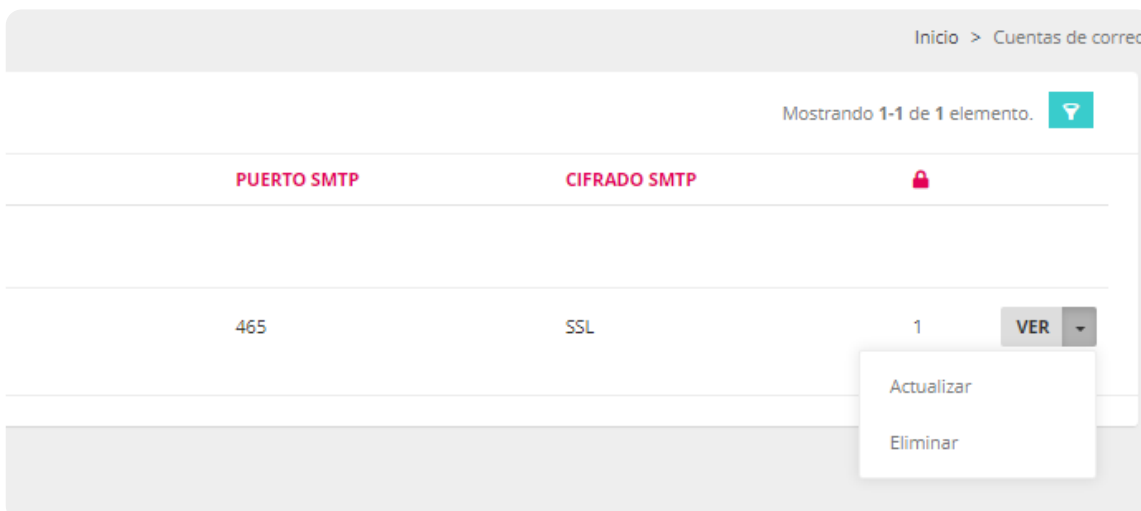 Inicio > Cuentas de correo
Mostrando 1-1 de 1 elemento.
PUERTO SMTP CIFRADO SMTP
465 SSL 1 VER
Actualizar
Eliminar